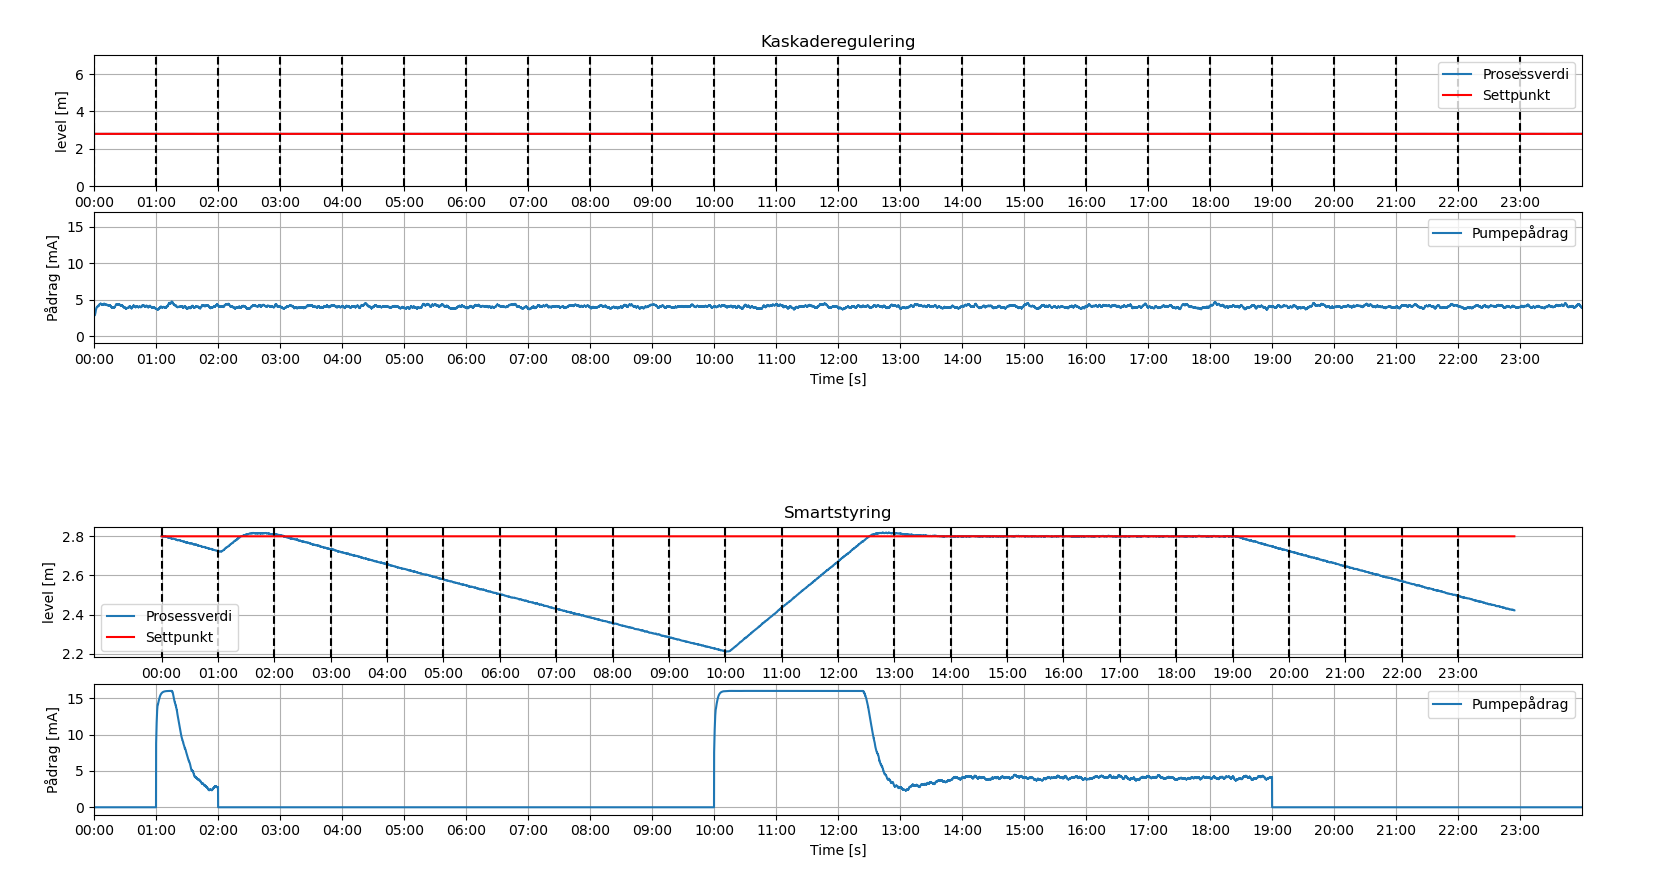 Kaskaderegulering
level [m]
6
4
2
0
Prosessverdi
Settpunkt
00:00 01:00 02:00 03:00 04:00 05:00 06:00 07:00 08:00 09:00 10:00 11:00 12:00 13:00 14:00 15:00 16:00 17:00 18:00 19:00 20:00 21:00 22:00 23:00
Pådrag [mA]
15
10
5
0
Pumpepådrag
00:00 01:00 02:00 03:00 04:00 05:00 06:00 07:00 08:00 09:00 10:00 11:00 12:00 13:00 14:00 15:00 16:00 17:00 18:00 19:00 20:00 21:00 22:00 23:00
Time [s]
Smartstyring
level [m]
2.8
2.6
2.4
2.2
Prosessverdi
Settpunkt
00:00 01:00 02:00 03:00 04:00 05:00 06:00 07:00 08:00 09:00 10:00 11:00 12:00 13:00 14:00 15:00 16:00 17:00 18:00 19:00 20:00 21:00 22:00 23:00
Pådrag [mA]
15
10
5
0
Pumpepådrag
00:00 01:00 02:00 03:00 04:00 05:00 06:00 07:00 08:00 09:00 10:00 11:00 12:00 13:00 14:00 15:00 16:00 17:00 18:00 19:00 20:00 21:00 22:00 23:00
Time [s]